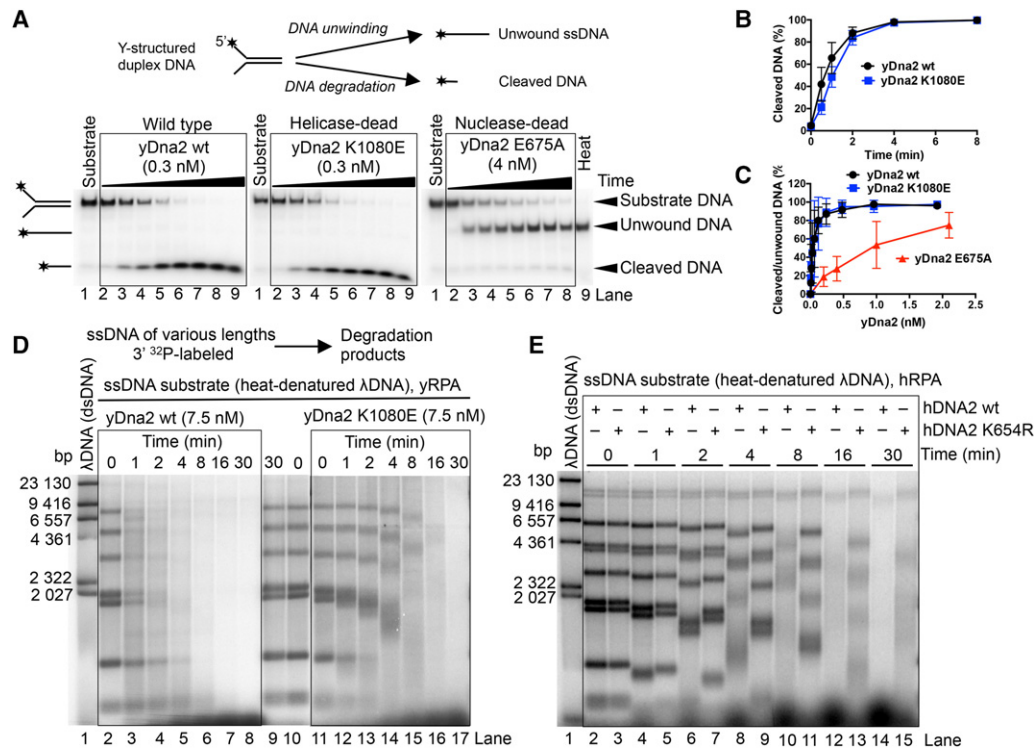 A
Y-structured
duplex DNA
5'
DNA unwinding
Unwound ssDNA
DNA degradation
Cleaved DNA
Substrate
Wild type
yDna2 wt
(0.3 nM)
Substrate
Helicase-dead
yDna2 K1080E
(0.3 nM)
Substrate
Nuclease-dead
yDna2 E675A
(4 nM)
Heat
Time
Substrate DNA
Unwound DNA
Cleaved DNA
1 2 3 4 5 6 7 8 9 1 2 3 4 5 6 7 8 9 1 2 3 4 5 6 7 8 9 Lane
B
Cleaved DNA (%)
100
80
60
40
20
0
yDna2 wt
yDna2 K1080E
0 2 4 6 8
Time (min)
C
Cleaved/unwound DNA (%
100
80
60
40
20
0
yDna2 wt
yDna2 K1080E
yDna2 E675A
0.0 0.5 1.0 1.5 2.0 2.5
yDna2 (nM)
D
ssDNA of various lengths
3' ³²P-labeled
Degradation
products
λDNA (dsDNA)
ssDNA substrate (heat-denatured λDNA), yRPA
yDna2 wt (7.5 nM)
yDna2 K1080E (7.5 nM)
Time (min)
Time (min)
bp
0 1 2 4 8 16 30 30 0 0 1 2 4 8 16 30
23 130
9 416
6 557
4 361
2 322
2 027
1 2 3 4 5 6 7 8 9 10 11 12 13 14 15 16 17 Lane
E
λDNA (dsDNA)
ssDNA substrate (heat-denatured λDNA), hRPA
+ – + – + – + – + – + – + – hDNA2 wt
– + – + – + – + – + – + – + hDNA2 K654R
0 1 2 4 8 16 30 Time (min)
bp
23 130
9 416
6 557
4 361
2 322
2 027
1 2 3 4 5 6 7 8 9 10 11 12 13 14 15 Lane